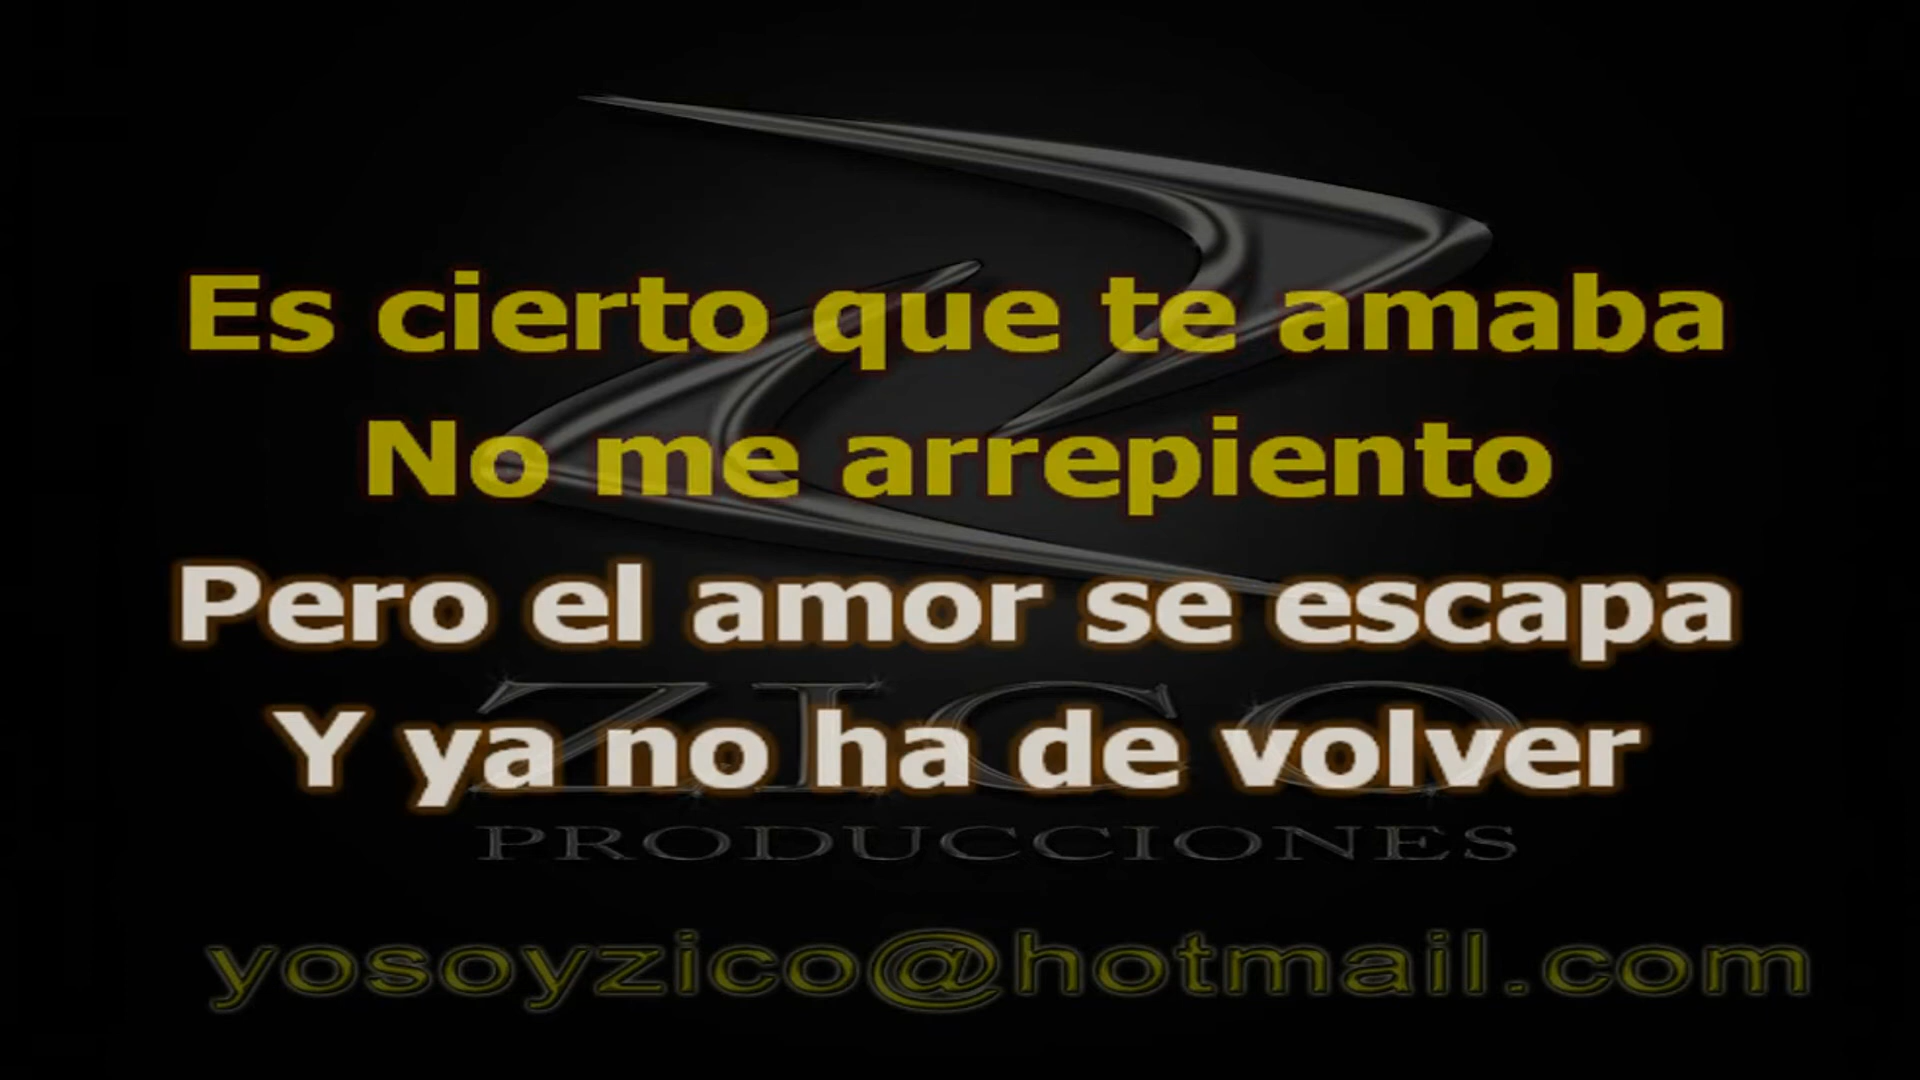 Es cierto que te amaba
No me arrepiento
Pero el amor se escapa
Y ya no ha de volver
ZICO
PRODUCCIONES
yosoyzico@hotmail.com